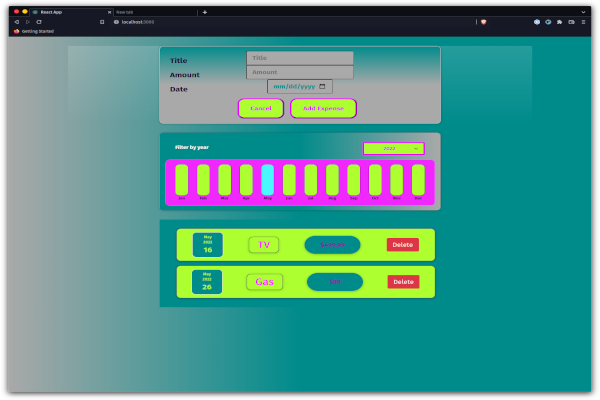 React App
New tab
localhost:3000
Getting Started
Title
Title
Amount
Amount
Date
mm/dd/yyyy
Cancel
Add Expense
Filter by year
2022
Jan Feb Mar Apr May Jun Jul Aug Sep Oct Nov Dec
May
2022
16
TV
Delete
May
2022
26
Gas
Delete